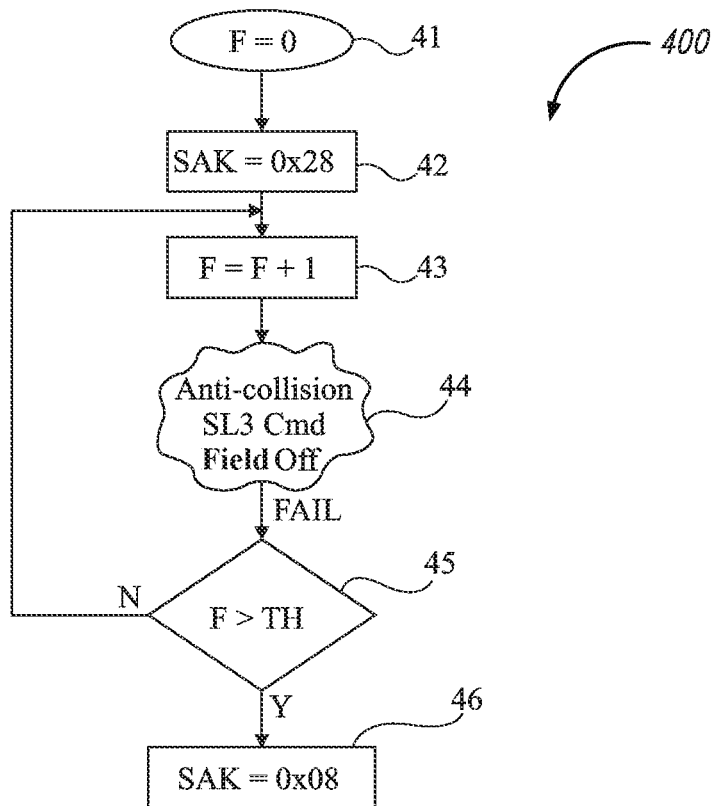 F = 0
41
400
SAK = 0x28
42
F = F + 1
43
Anti-collision
SL3 Cmd
Field Off
44
FAIL
45
N
F > TH
Y
46
SAK = 0x08